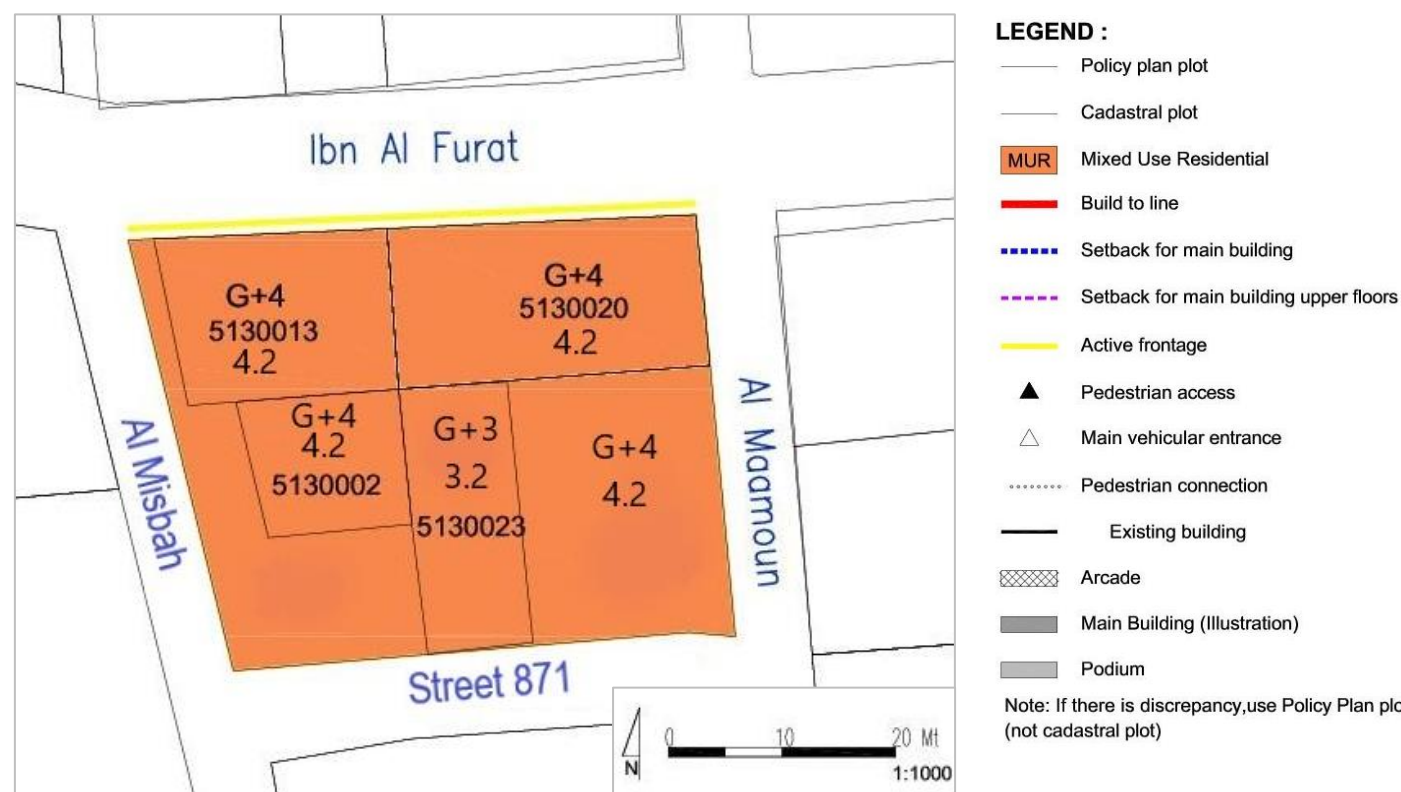 Ibn Al Furat
G+4
5130013
4.2
G+4
5130020
4.2
G+4
4.2
5130002
G+3
3.2
5130023
G+4
4.2
Al Misbah
Al Maamoun
Street 871
N
0 10 20 Mt
1:1000
LEGEND :
Policy plan plot
Cadastral plot
MUR Mixed Use Residential
Build to line
Setback for main building
Setback for main building upper floors
Active frontage
Pedestrian access
Main vehicular entrance
Pedestrian connection
Existing building
Arcade
Main Building (Illustration)
Podium
Note: If there is discrepancy,use Policy Plan plo
(not cadastral plot)